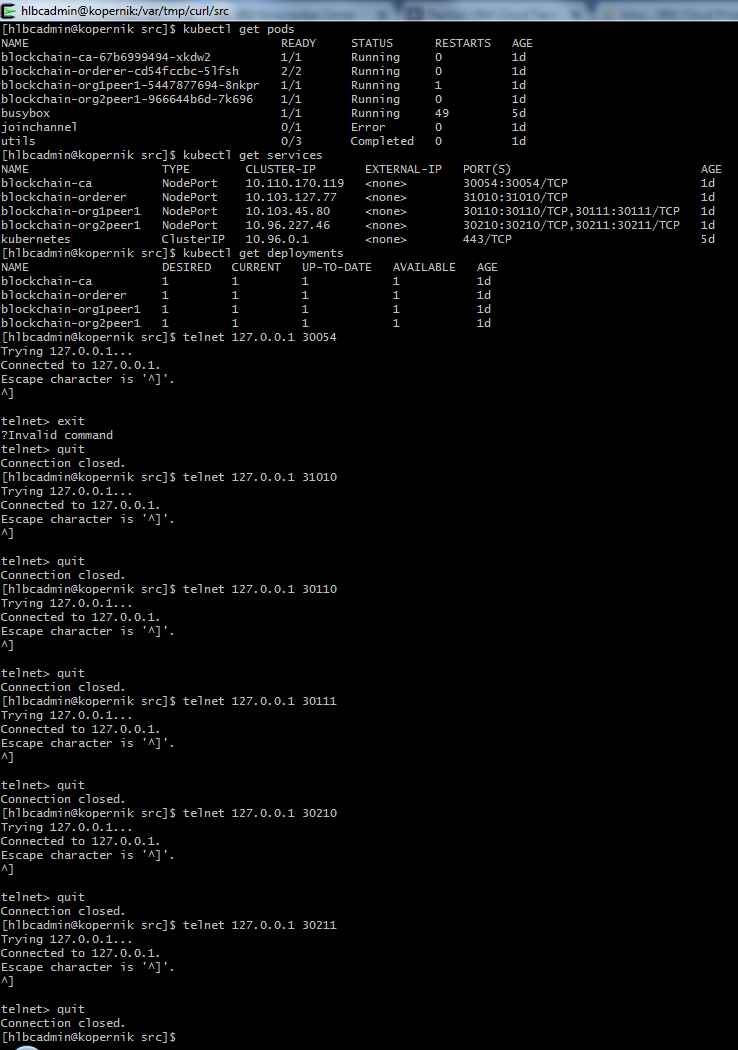 hlbcadmin@kopernik:/var/tmp/curl/src
[hlbcadmin@kopernik src]$ kubectl get pods
NAME READY STATUS RESTARTS AGE
blockchain-ca-67b6999494-xkdw2 1/1 Running 0 1d
blockchain-orderer-cd54fccbc-5lfsh 2/2 Running 0 1d
blockchain-org1peer1-5447877694-8nkpr 1/1 Running 1 1d
blockchain-org2peer1-966644b6d-7k696 1/1 Running 0 1d
busybox 1/1 Running 49 5d
joinchannel 0/1 Error 0 1d
utils 0/3 Completed 0 1d
[hlbcadmin@kopernik src]$ kubectl get services
NAME TYPE CLUSTER-IP EXTERNAL-IP PORT(S) AGE
blockchain-ca NodePort 10.110.170.119 <none> 30054:30054/TCP 1d
blockchain-orderer NodePort 10.103.127.77 <none> 31010:31010/TCP 1d
blockchain-org1peer1 NodePort 10.103.45.80 <none> 30110:30110/TCP,30111:30111/TCP 1d
blockchain-org2peer1 NodePort 10.96.227.46 <none> 30210:30210/TCP,30211:30211/TCP 1d
kubernetes ClusterIP 10.96.0.1 <none> 443/TCP 5d
[hlbcadmin@kopernik src]$ kubectl get deployments
NAME DESIRED CURRENT UP-TO-DATE AVAILABLE AGE
blockchain-ca 1 1 1 1 1d
blockchain-orderer 1 1 1 1 1d
blockchain-org1peer1 1 1 1 1 1d
blockchain-org2peer1 1 1 1 1 1d
[hlbcadmin@kopernik src]$ telnet 127.0.0.1 30054
Trying 127.0.0.1...
Connected to 127.0.0.1.
Escape character is '^]'.
^]
telnet> exit
?Invalid command
telnet> quit
Connection closed.
[hlbcadmin@kopernik src]$ telnet 127.0.0.1 31010
Trying 127.0.0.1...
Connected to 127.0.0.1.
Escape character is '^]'.
^]
telnet> quit
Connection closed.
[hlbcadmin@kopernik src]$ telnet 127.0.0.1 30110
Trying 127.0.0.1...
Connected to 127.0.0.1.
Escape character is '^]'.
^]
telnet> quit
Connection closed.
[hlbcadmin@kopernik src]$ telnet 127.0.0.1 30111
Trying 127.0.0.1...
Connected to 127.0.0.1.
Escape character is '^]'.
^]
telnet> quit
Connection closed.
[hlbcadmin@kopernik src]$ telnet 127.0.0.1 30210
Trying 127.0.0.1...
Connected to 127.0.0.1.
Escape character is '^]'.
^]
telnet> quit
Connection closed.
[hlbcadmin@kopernik src]$ telnet 127.0.0.1 30211
Trying 127.0.0.1...
Connected to 127.0.0.1.
Escape character is '^]'.
^]
telnet> quit
Connection closed.
[hlbcadmin@kopernik src]$